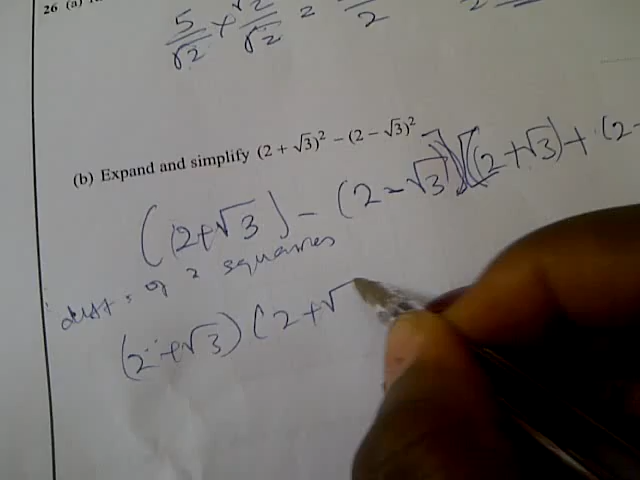 26 (a)
5/√2 × √2/√2 = /2
(b) Expand and simplify (2 + √3)² − (2 − √3)²
((2+√3) − (2 − √3))((2+√3) + (2 -
diff = of 2 squares
(2 + √3) (2 + √